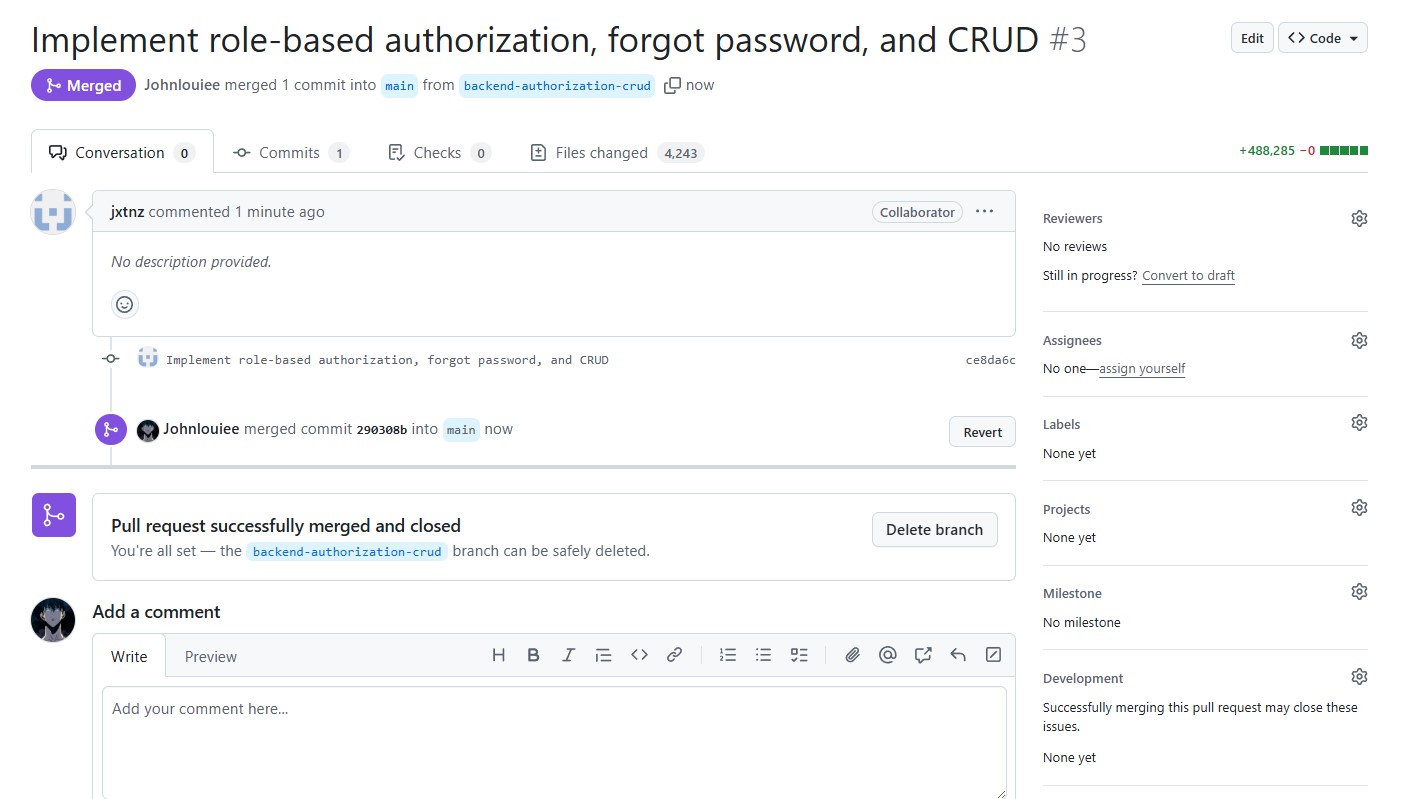 Implement role-based authorization, forgot password, and CRUD #3
Edit
Code
Merged
Johnlouiee merged 1 commit into main from backend-authorization-crud now
Conversation 0
Commits 1
Checks 0
Files changed 4,243
+488,285 −0
jxtnz commented 1 minute ago
Collaborator
No description provided.
Implement role-based authorization, forgot password, and CRUD
ce8da6c
Johnlouiee merged commit 290308b into main now
Revert
Pull request successfully merged and closed
You're all set — the backend-authorization-crud branch can be safely deleted.
Delete branch
Add a comment
Write
Preview
Add your comment here...
Reviewers
No reviews
Still in progress? Convert to draft
Assignees
No one—assign yourself
Labels
None yet
Projects
None yet
Milestone
No milestone
Development
Successfully merging this pull request may close these
issues.
None yet